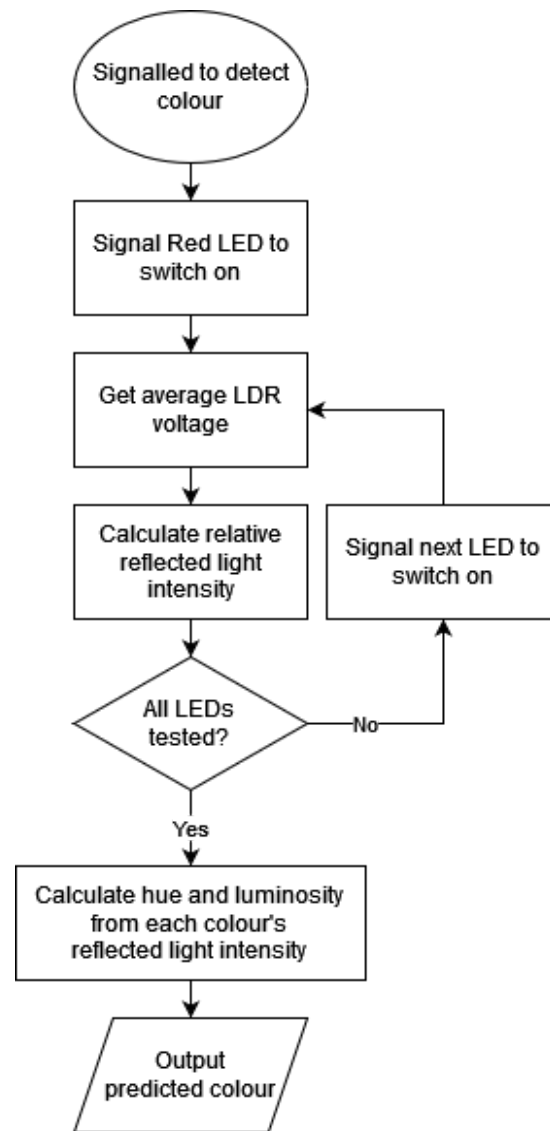 Signalled to detect
colour
Signal Red LED to
switch on
Get average LDR
voltage
Calculate relative
reflected light
intensity
Signal next LED to
switch on
All LEDs
tested?
No
Yes
Calculate hue and luminosity
from each colour's
reflected light intensity
Output
predicted colour